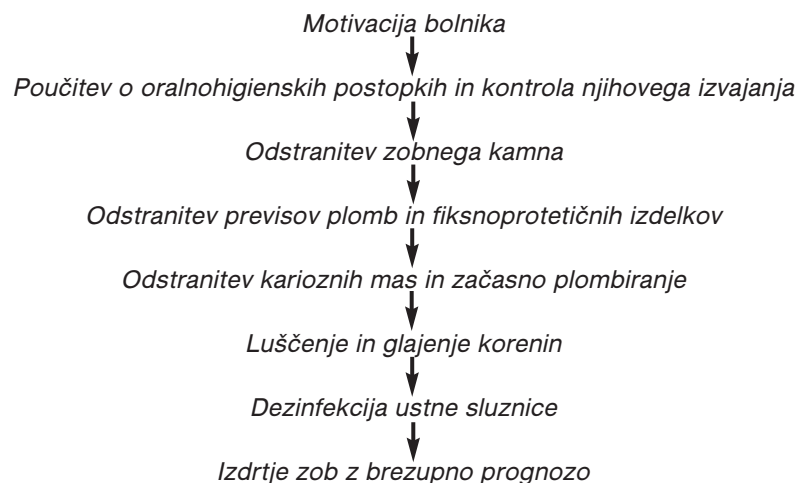 Motivacija bolnika
Poučitev o oralnohigienskih postopkih in kontrola njihovega izvajanja
Odstranitev zobnega kamna
Odstranitev previsov plomb in fiksnoprotetičnih izdelkov
Odstranitev karioznih mas in začasno plombiranje
Luščenje in glajenje korenin
Dezinfekcija ustne sluznice
Izdrtje zob z brezupno prognozo